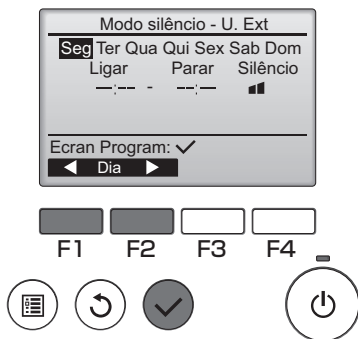 Modo silêncio - U. Ext
Seg Ter Qua Qui Sex Sab Dom
Ligar Parar Silêncio
--:-- - --:--
Ecran Program: ✓
◀ Dia ▶
F1 F2 F3 F4